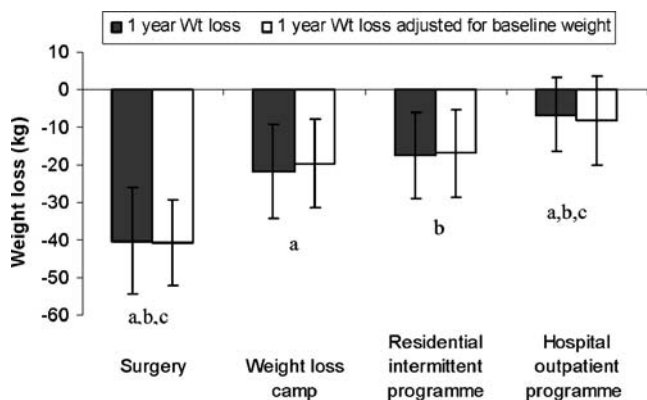 1 year Wt loss 1 year Wt loss adjusted for baseline weight
10
0
-10
-20
-30
-40
-50
-60
Weight loss (kg)
a,b,c
a
b
a,b,c
Surgery
Weight loss
camp
Residential
intermittent
programme
Hospital
outpatient
programme